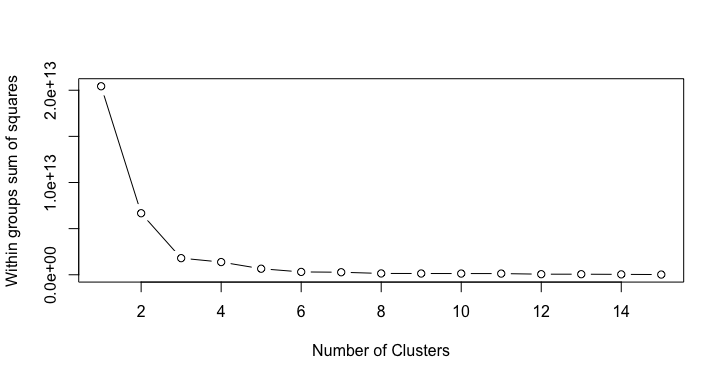 Within groups sum of squares
2.0e+13
1.0e+13
0.0e+00
2 4 6 8 10 12 14
Number of Clusters